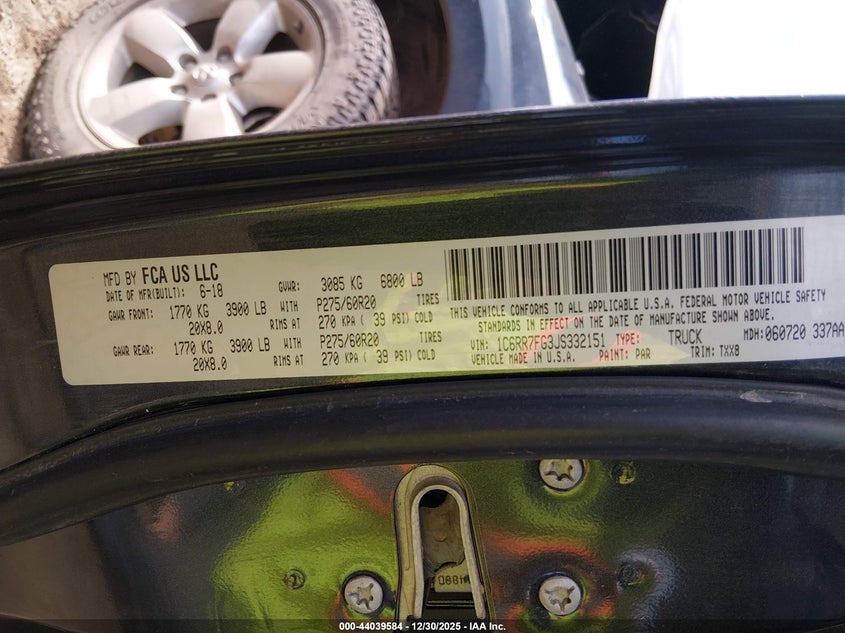 MFD BY FCA US LLC
DATE OF MFR(BUILT): 6-18 GVWR: 3085 KG 6800 LB
GAWR FRONT: 1770 KG 3900 LB WITH P275/60R20 TIRES
20X8.0 RIMS AT 270 KPA ( 39 PSI) COLD
GAWR REAR: 1770 KG 3900 LB WITH P275/60R20 TIRES
20X8.0 RIMS AT 270 KPA ( 39 PSI) COLD
THIS VEHICLE CONFORMS TO ALL APPLICABLE U.S.A. FEDERAL MOTOR VEHICLE SAFETY
STANDARDS IN EFFECT ON THE DATE OF MANUFACTURE SHOWN ABOVE.
VIN: 1C6RR7FG3JS332151 TYPE: TRUCK MDH: 060720 337AA
VEHICLE MADE IN U.S.A. PAINT: PAR TRIM: TXX8
000-44039584 - 12/30/2025 - IAA Inc.